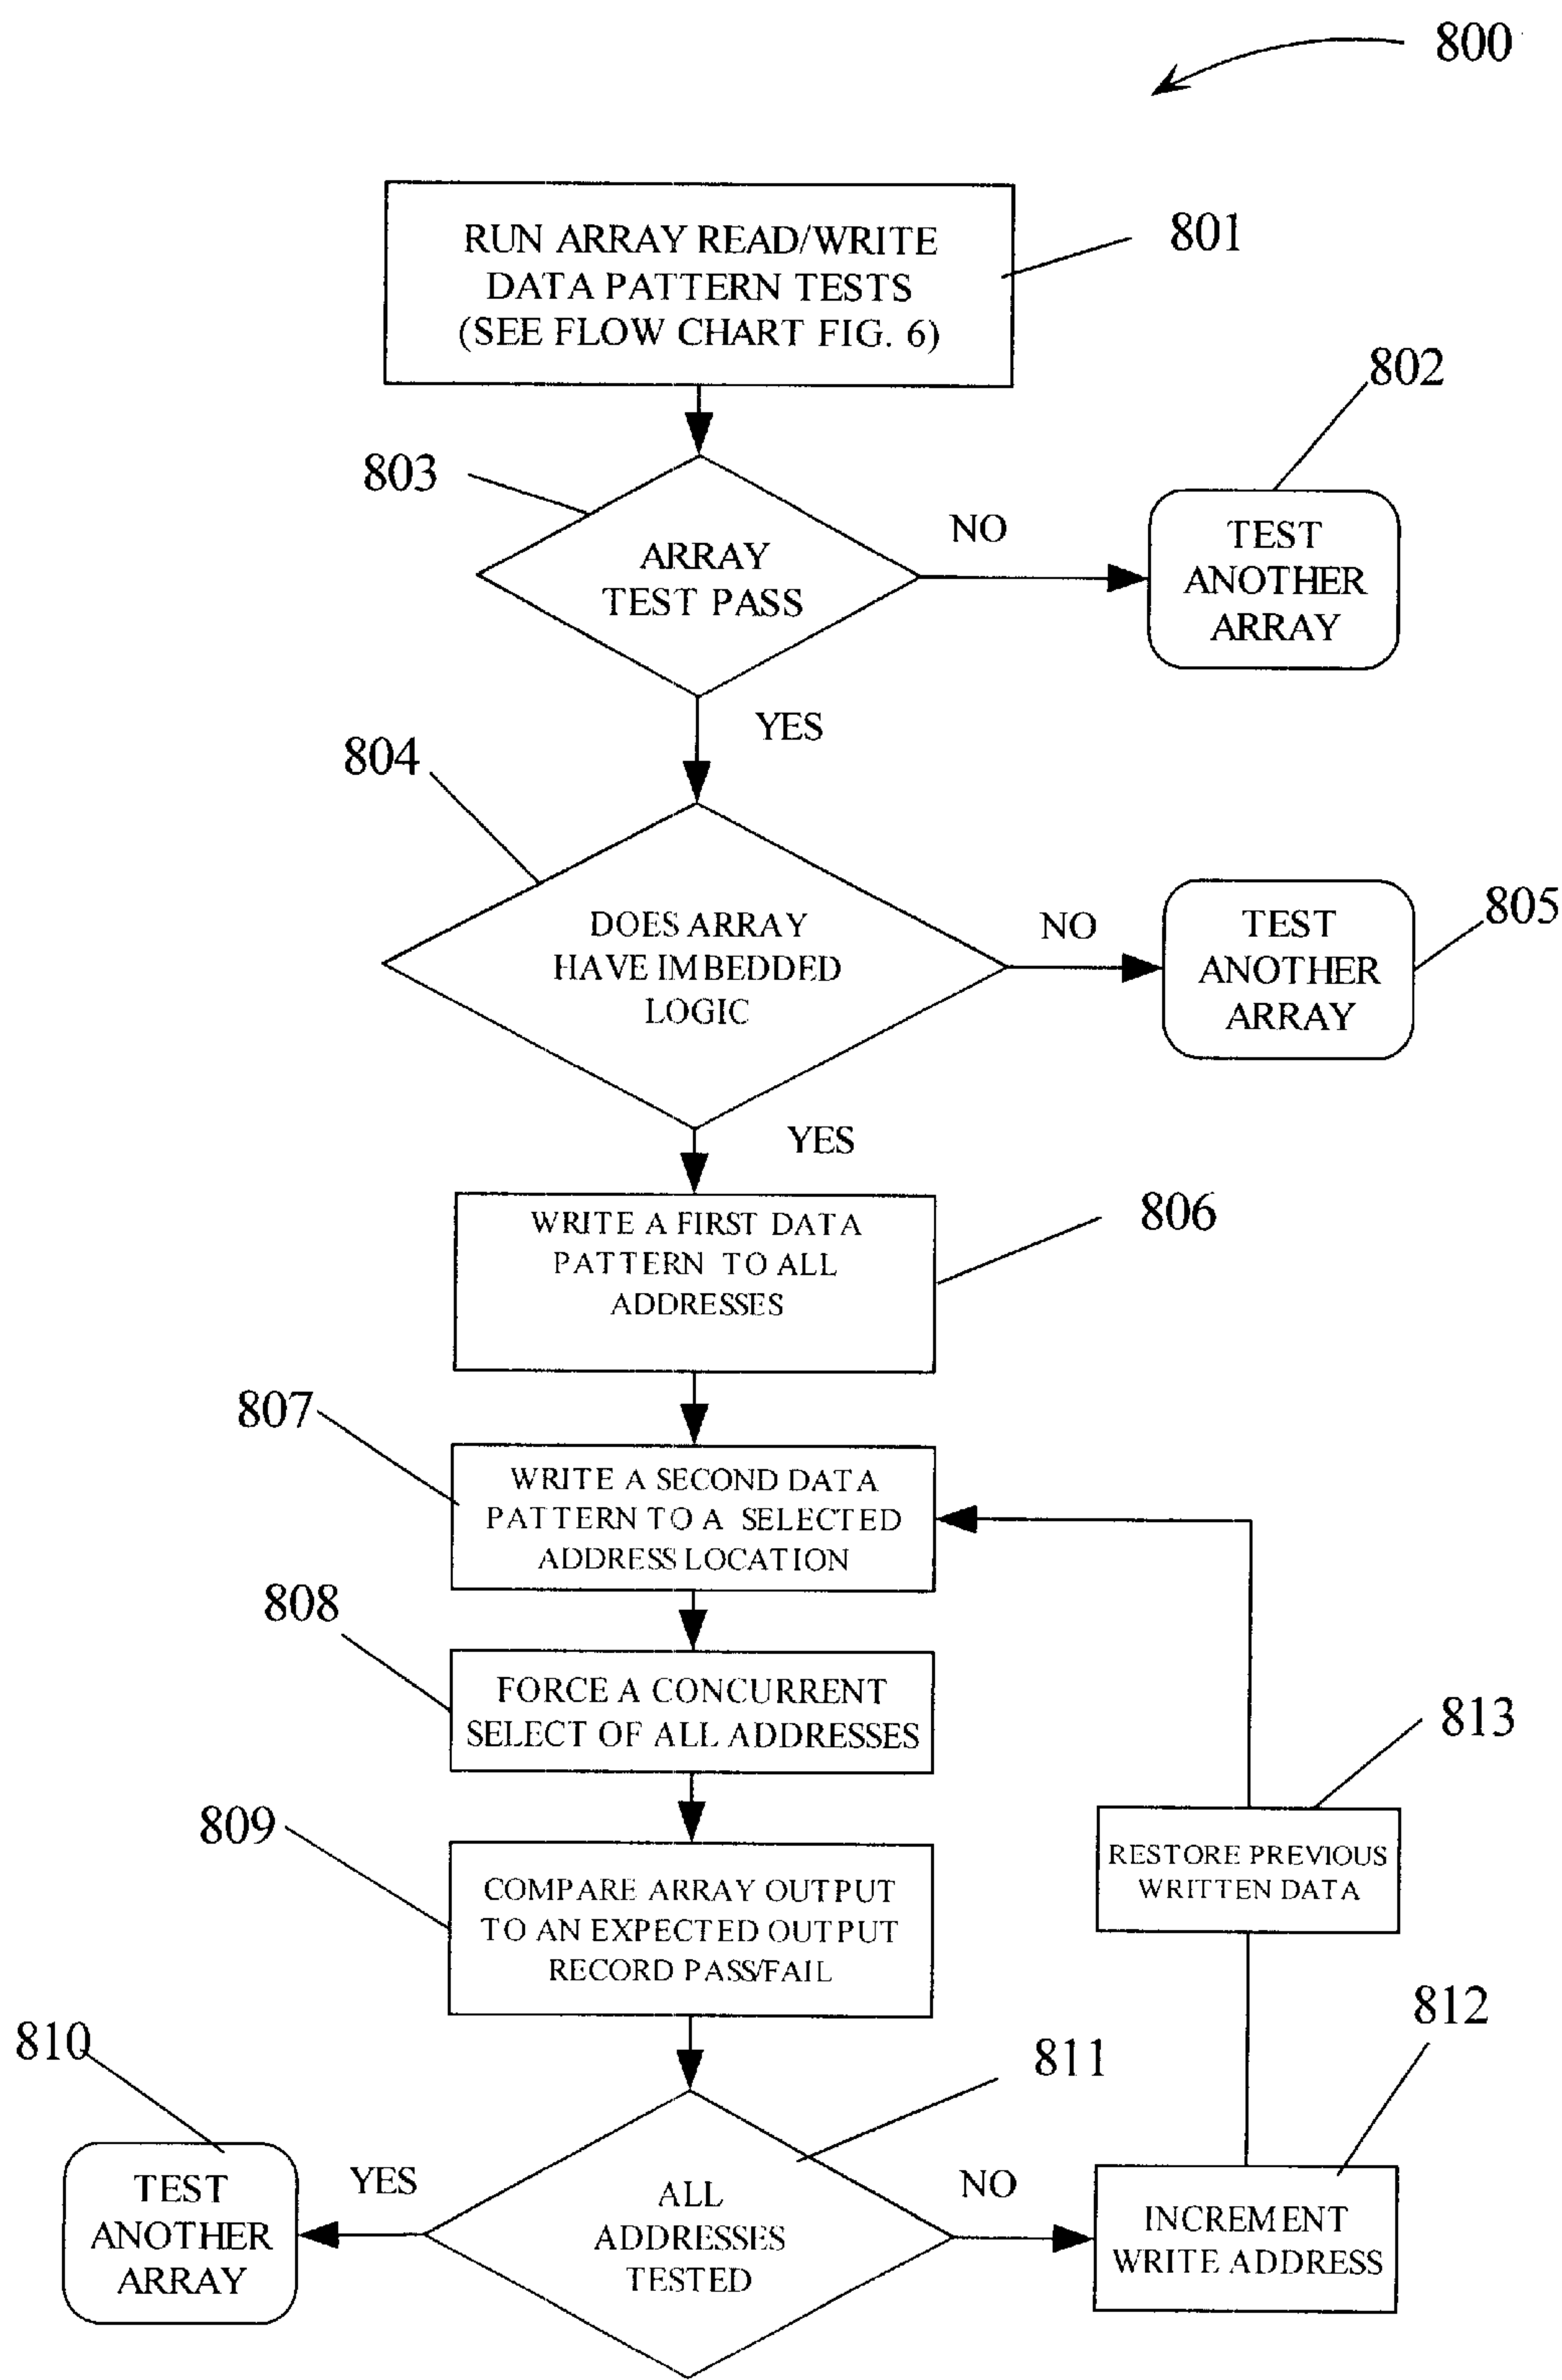 800
RUN ARRAY READ/WRITE
DATA PATTERN TESTS
(SEE FLOW CHART FIG. 6)
801
802
803
ARRAY
TEST PASS
NO
TEST
ANOTHER
ARRAY
YES
804
DOES ARRAY
HAVE IMBEDDED
LOGIC
NO
TEST
ANOTHER
ARRAY
805
YES
WRITE A FIRST DATA
PATTERN TO ALL
ADDRESSES
806
807
WRITE A SECOND DATA
PATTERN TO A SELECTED
ADDRESS LOCATION
808
FORCE A CONCURRENT
SELECT OF ALL ADDRESSES
813
809
COMPARE ARRAY OUTPUT
TO AN EXPECTED OUTPUT
RECORD PASS/FAIL
RESTORE PREVIOUS
WRITTEN DATA
812
810
811
TEST
ANOTHER
ARRAY
YES
ALL
ADDRESSES
TESTED
NO
INCREMENT
WRITE ADDRESS